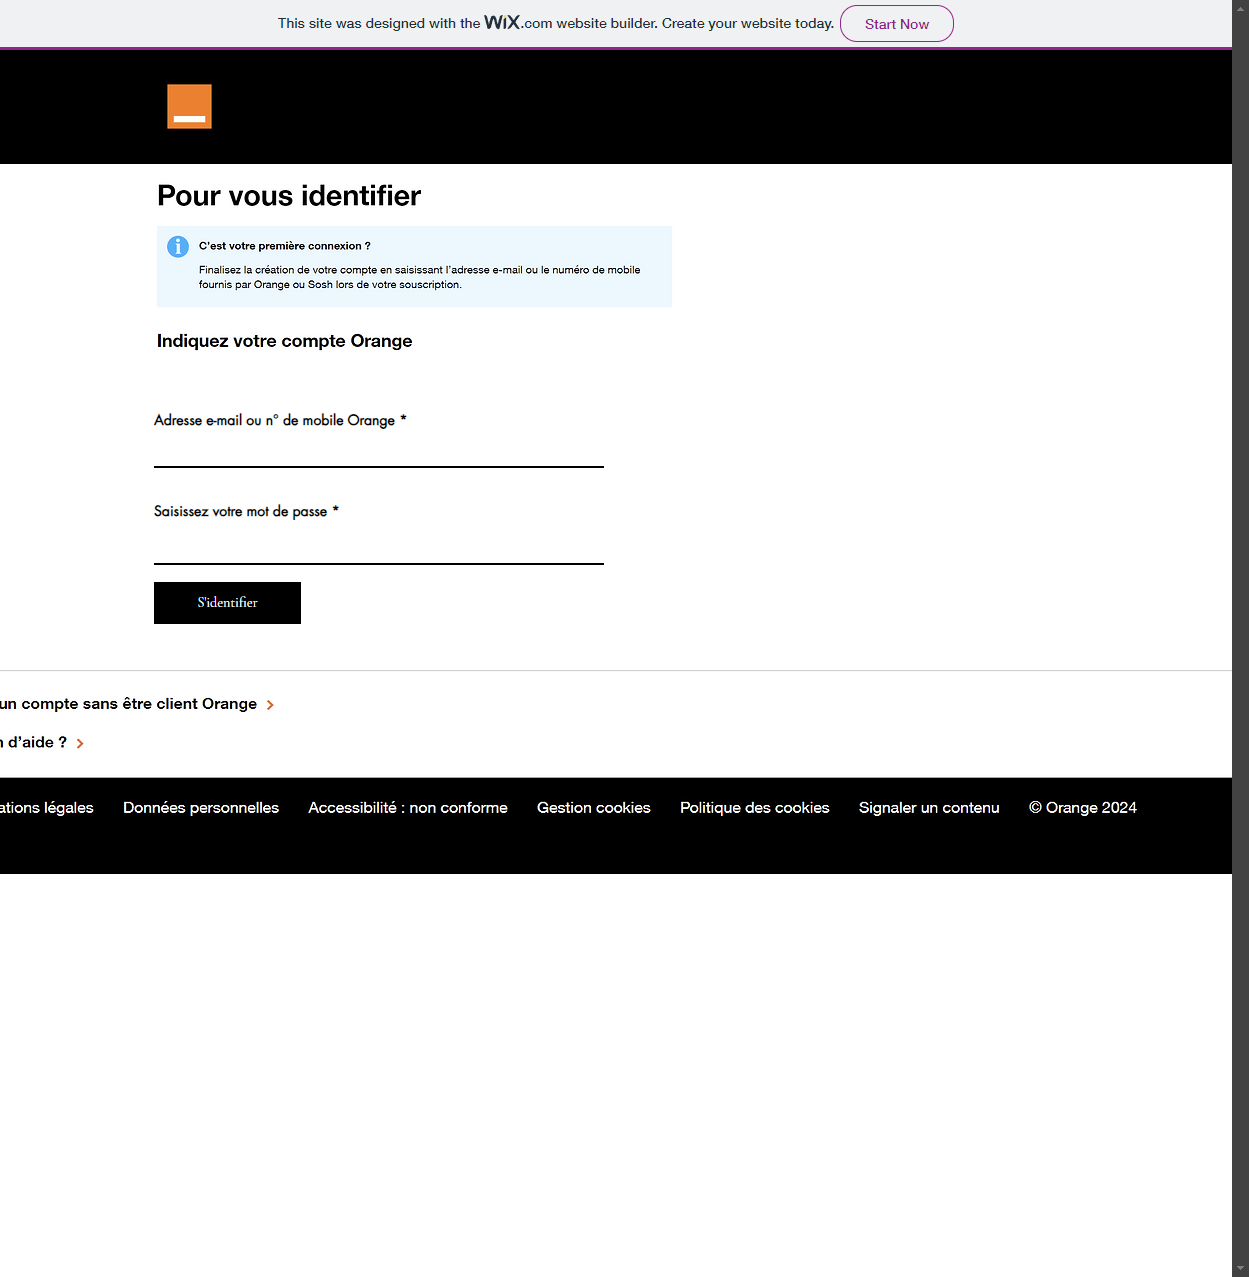 This site was designed with the WiX.com website builder. Create your website today. Start Now
Pour vous identifier
C'est votre première connexion ?
Finalisez la création de votre compte en saisissant l'adresse e-mail ou le numéro de mobile
fournis par Orange ou Sosh lors de votre souscription.
Indiquez votre compte Orange
Adresse e-mail ou n° de mobile Orange *
Saisissez votre mot de passe *
S'identifier
un compte sans être client Orange
d'aide ?
légales Données personnelles Accessibilité : non conforme Gestion cookies Politique des cookies Signaler un contenu © Orange 2024